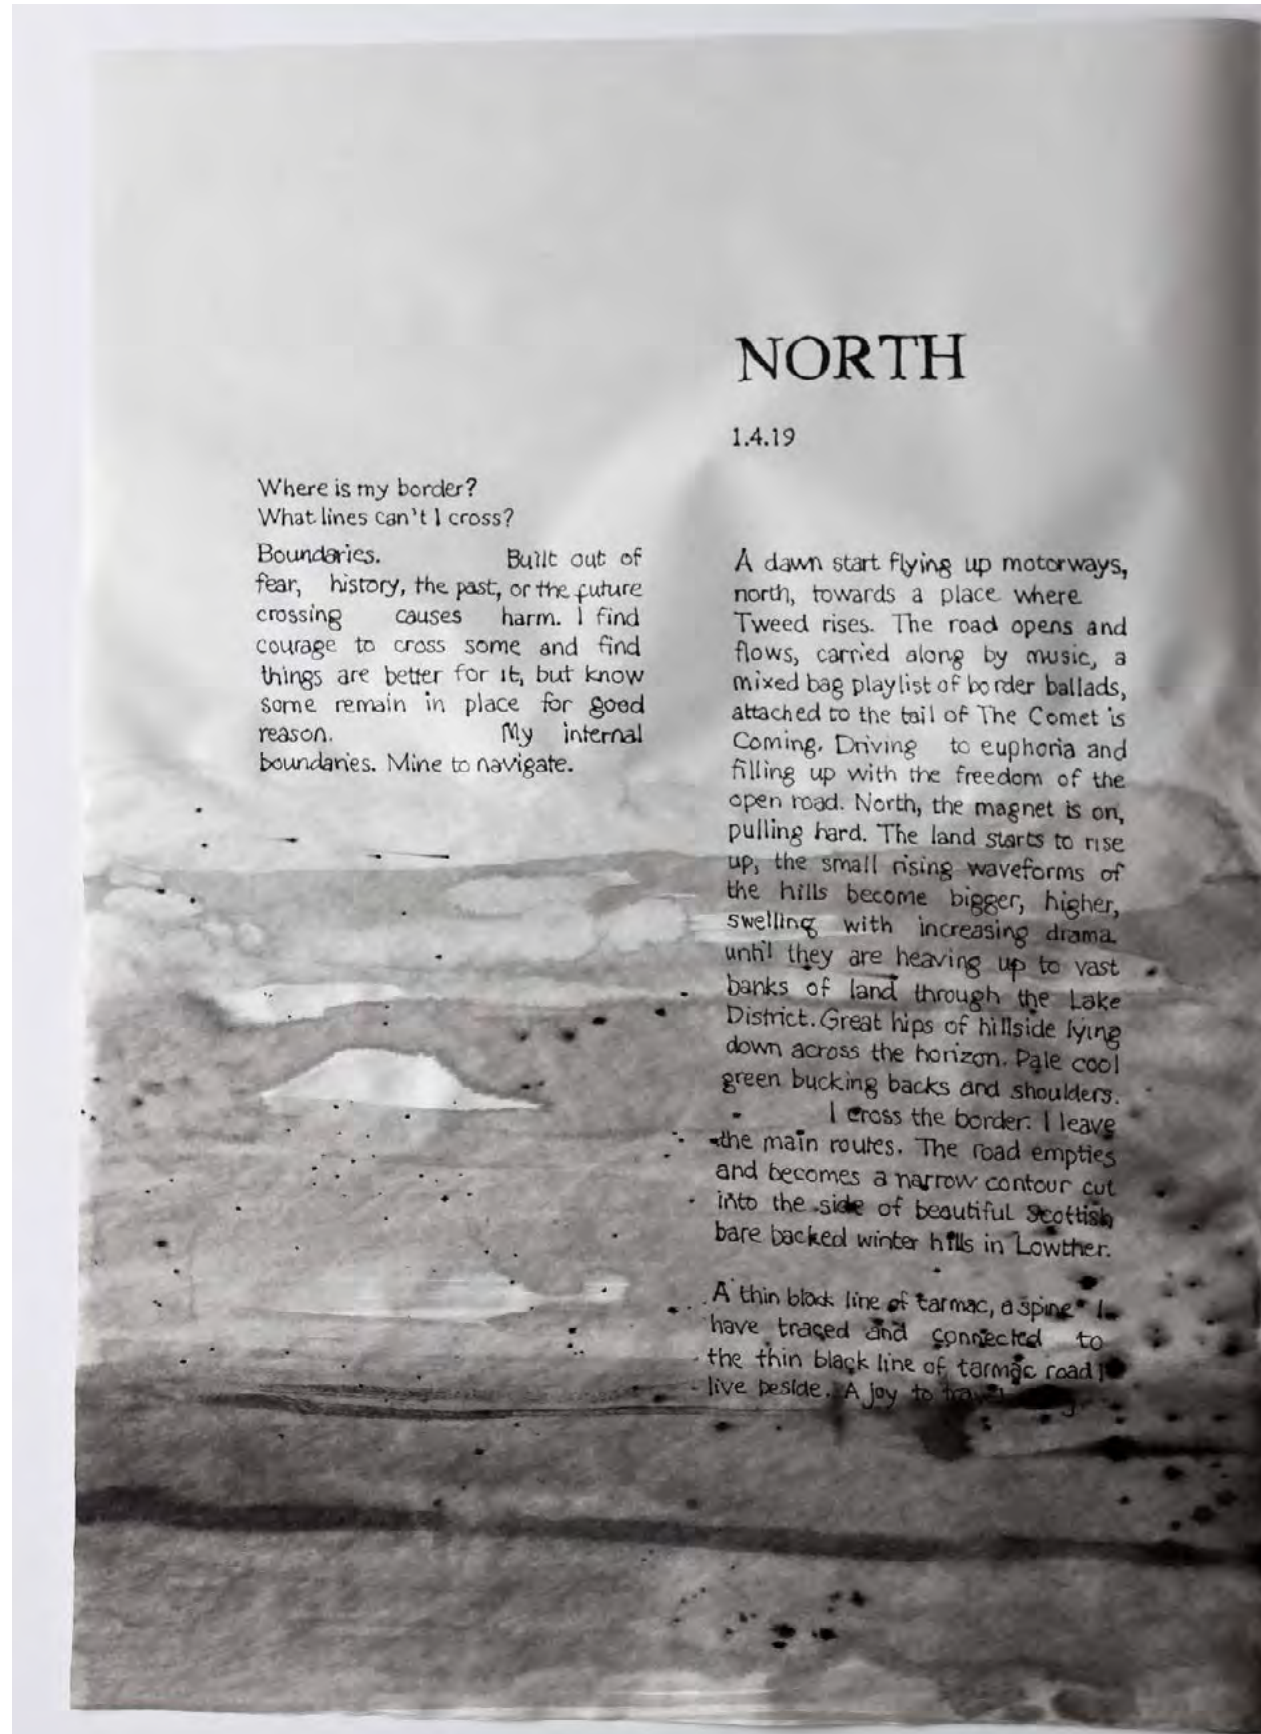 NORTH
1.4.19
Where is my border?
What lines can't I cross?
Boundaries. Built out of
fear, history, the past, or the future
crossing causes harm. I find
courage to cross some and find
things are better for it, but know
some remain in place for good
reason. My internal
boundaries. Mine to navigate.
A dawn start flying up motorways,
north, towards a place where
Tweed rises. The road opens and
flows, carried along by music, a
mixed bag playlist of border ballads,
attached to the tail of The Comet is
Coming. Driving to euphoria and
filling up with the freedom of the
open road. North, the magnet is on,
pulling hard. The land starts to rise
up, the small rising waveforms of
the hills become bigger, higher,
swelling with increasing drama
until they are heaving up to vast
banks of land through the Lake
District. Great hips of hillside lying
down across the horizon. Pale cool
green bucking backs and shoulders.
I cross the border. I leave
the main routes. The road empties
and becomes a narrow contour cut
into the side of beautiful Scottish
bare backed winter hills in Lowther.
A thin black line of tarmac, a spine I
have traced and connected to
the thin black line of tarmac road I
live beside. A joy to travel